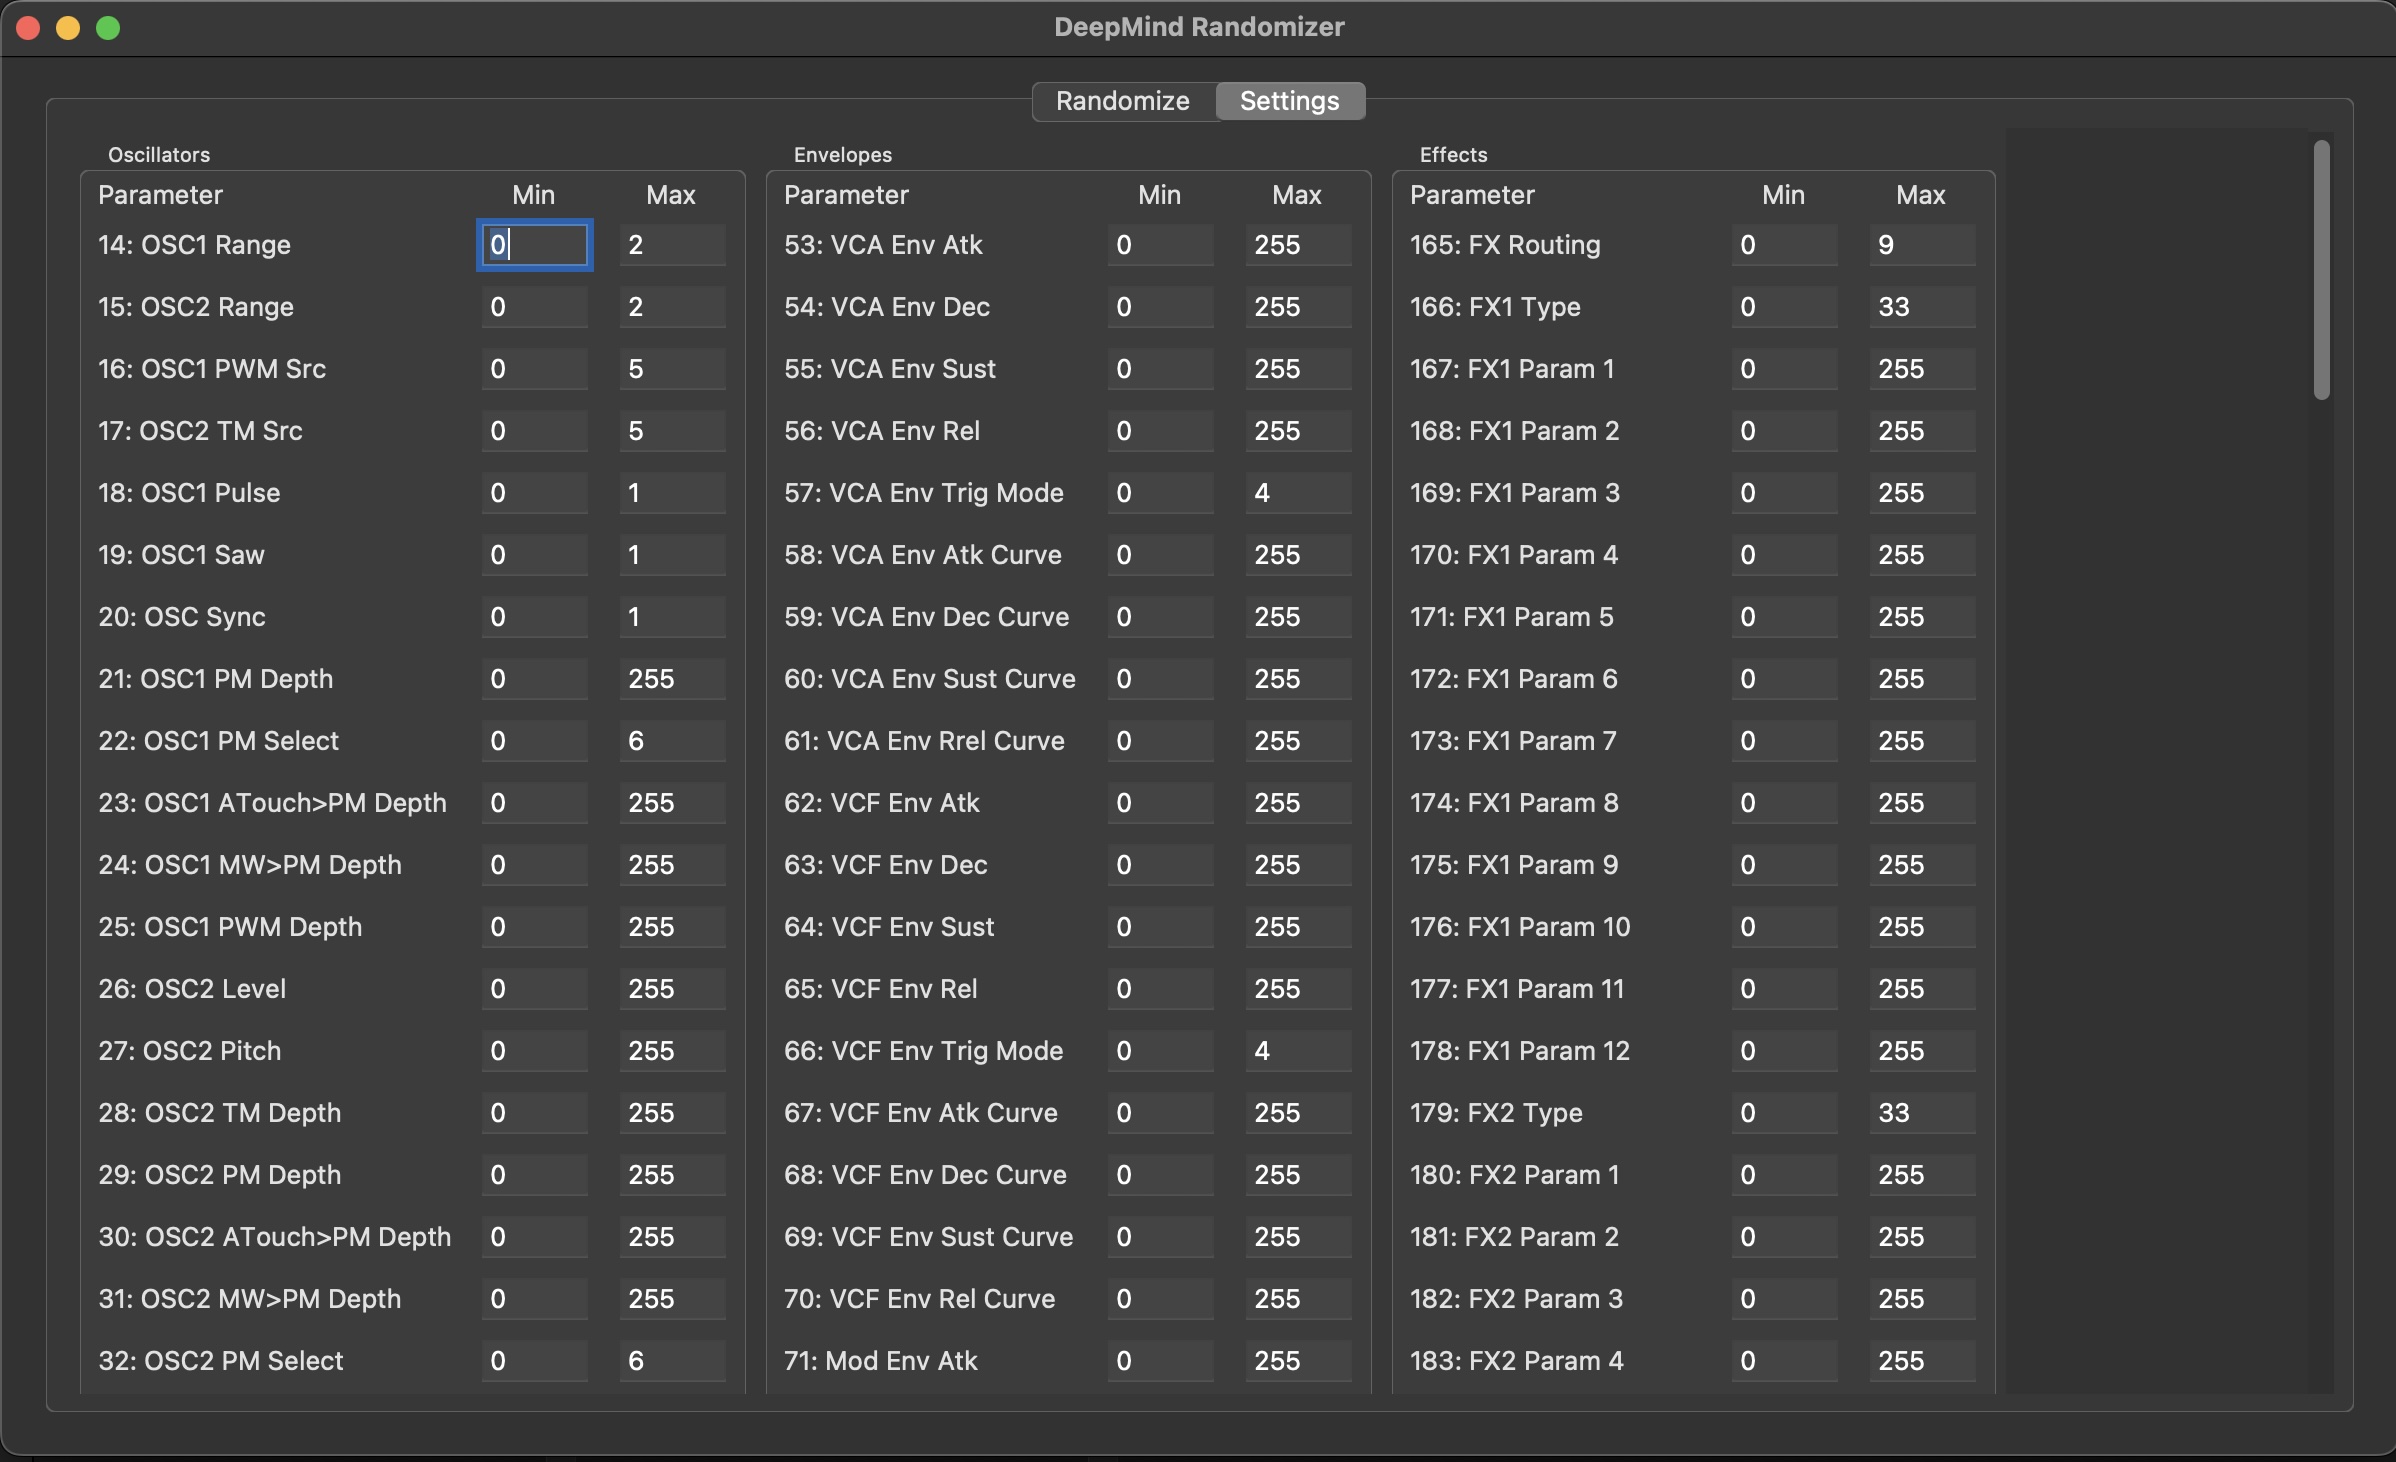 DeepMind Randomizer
Randomize Settings
Oscillators
Parameter Min Max
14: OSC1 Range 0 2
15: OSC2 Range 0 2
16: OSC1 PWM Src 0 5
17: OSC2 TM Src 0 5
18: OSC1 Pulse 0 1
19: OSC1 Saw 0 1
20: OSC Sync 0 1
21: OSC1 PM Depth 0 255
22: OSC1 PM Select 0 6
23: OSC1 ATouch>PM Depth 0 255
24: OSC1 MW>PM Depth 0 255
25: OSC1 PWM Depth 0 255
26: OSC2 Level 0 255
27: OSC2 Pitch 0 255
28: OSC2 TM Depth 0 255
29: OSC2 PM Depth 0 255
30: OSC2 ATouch>PM Depth 0 255
31: OSC2 MW>PM Depth 0 255
32: OSC2 PM Select 0 6
Envelopes
Parameter Min Max
53: VCA Env Atk 0 255
54: VCA Env Dec 0 255
55: VCA Env Sust 0 255
56: VCA Env Rel 0 255
57: VCA Env Trig Mode 0 4
58: VCA Env Atk Curve 0 255
59: VCA Env Dec Curve 0 255
60: VCA Env Sust Curve 0 255
61: VCA Env Rrel Curve 0 255
62: VCF Env Atk 0 255
63: VCF Env Dec 0 255
64: VCF Env Sust 0 255
65: VCF Env Rel 0 255
66: VCF Env Trig Mode 0 4
67: VCF Env Atk Curve 0 255
68: VCF Env Dec Curve 0 255
69: VCF Env Sust Curve 0 255
70: VCF Env Rel Curve 0 255
71: Mod Env Atk 0 255
Effects
Parameter Min Max
165: FX Routing 0 9
166: FX1 Type 0 33
167: FX1 Param 1 0 255
168: FX1 Param 2 0 255
169: FX1 Param 3 0 255
170: FX1 Param 4 0 255
171: FX1 Param 5 0 255
172: FX1 Param 6 0 255
173: FX1 Param 7 0 255
174: FX1 Param 8 0 255
175: FX1 Param 9 0 255
176: FX1 Param 10 0 255
177: FX1 Param 11 0 255
178: FX1 Param 12 0 255
179: FX2 Type 0 33
180: FX2 Param 1 0 255
181: FX2 Param 2 0 255
182: FX2 Param 3 0 255
183: FX2 Param 4 0 255